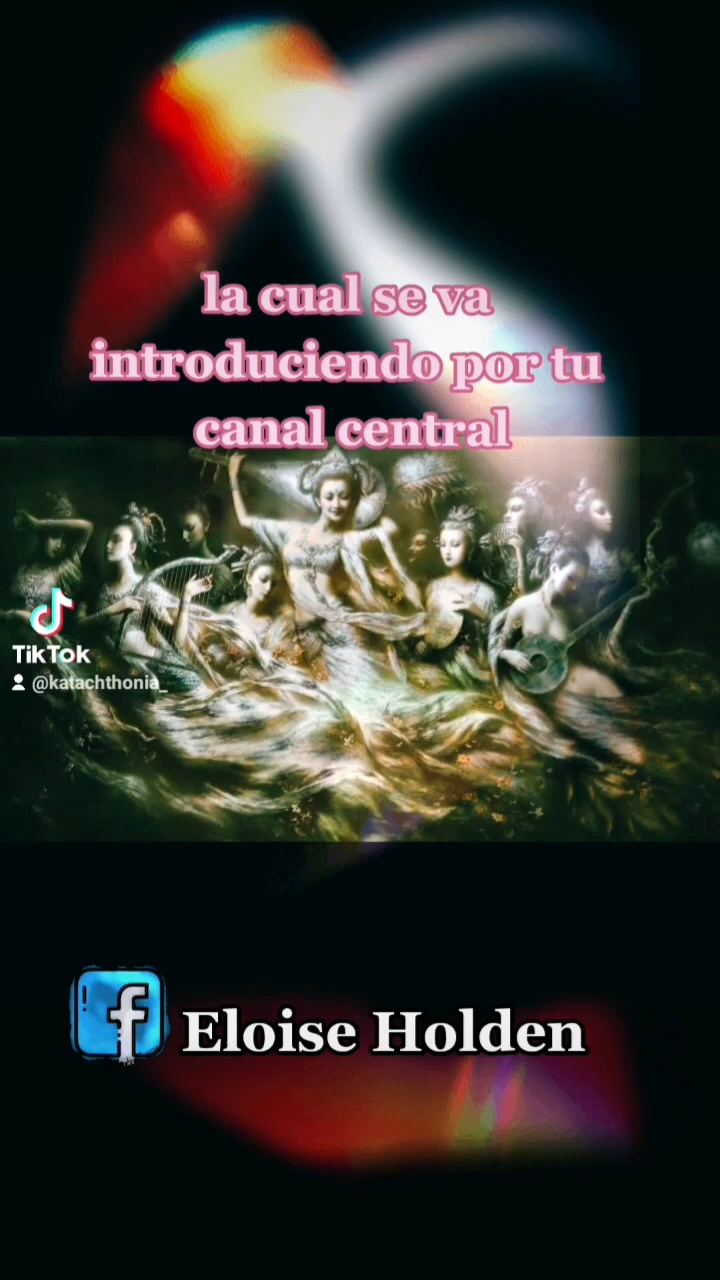 la cual se va
introduciendo por tu
canal central
TikTok
@katachthonia_
f Eloise Holden